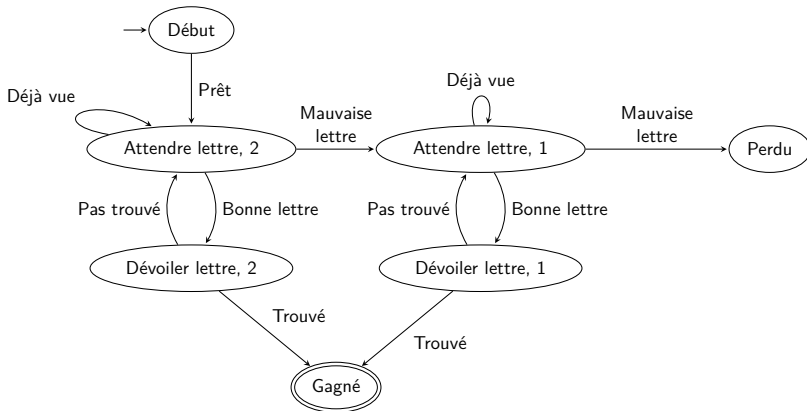 Début
Prêt
Déjà vue
Déjà vue
Mauvaise
lettre
Mauvaise
lettre
Attendre lettre, 2
Attendre lettre, 1
Perdu
Pas trouvé
Bonne lettre
Pas trouvé
Bonne lettre
Dévoiler lettre, 2
Dévoiler lettre, 1
Trouvé
Trouvé
Gagné